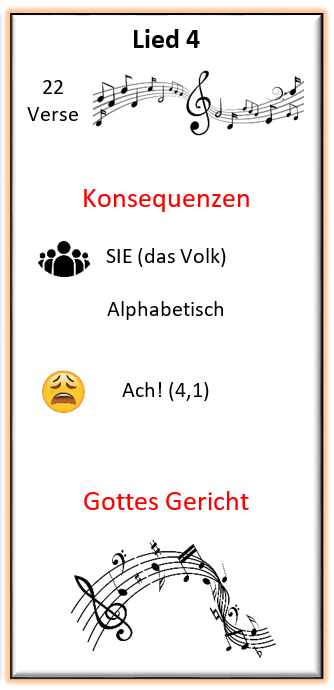 Lied 4
22
Verse
Konsequenzen
SIE (das Volk)
Alphabetisch
Ach! (4,1)
Gottes Gericht